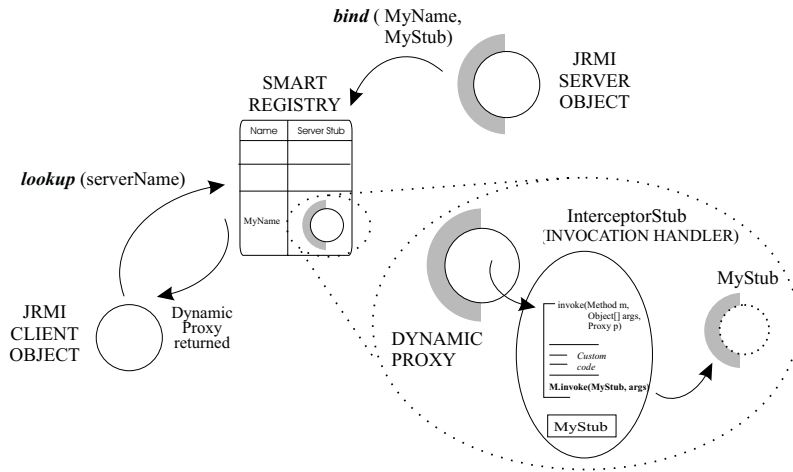 bind ( MyName,
MyStub)
JRMI
SERVER
OBJECT
SMART
REGISTRY
Name Server Stub
lookup (serverName)
MyName
InterceptorStub
(INVOCATION HANDLER)
MyStub
JRMI
CLIENT
OBJECT
Dynamic
Proxy
returned
DYNAMIC
PROXY
invoke(Method m,
Object[] args,
Proxy p)
Custom
code
M.invoke(MyStub, args)
MyStub